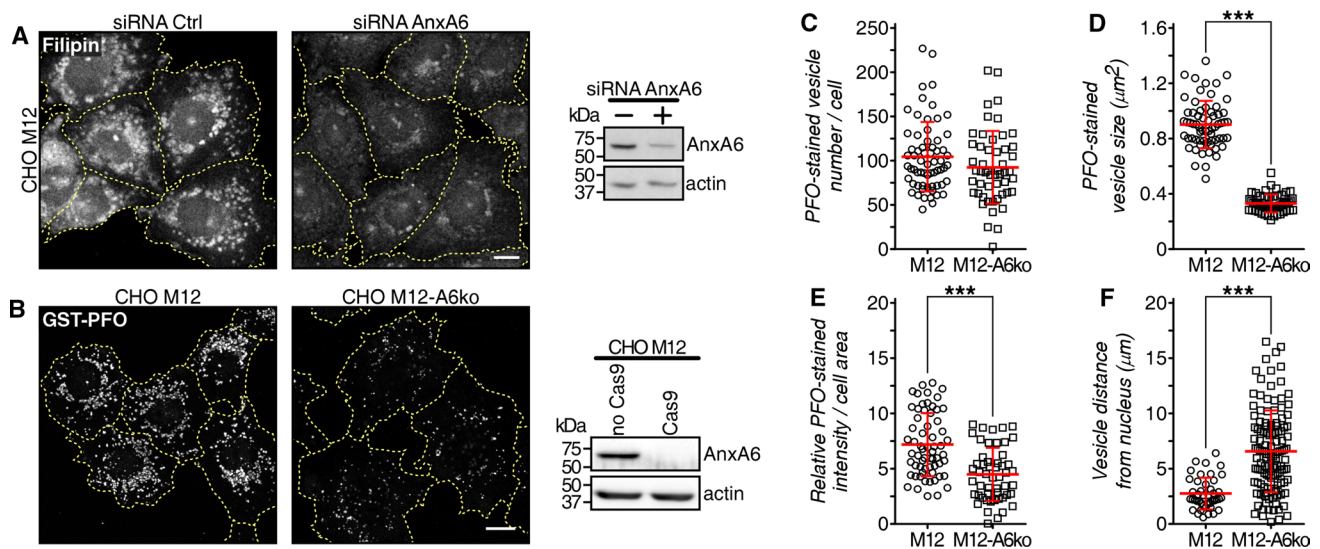 A
siRNA Ctrl
siRNA AnxA6
Filipin
CHO M12
siRNA AnxA6
kDa
− +
75
50
AnxA6
50
37
actin
B
CHO M12
CHO M12-A6ko
GST-PFO
CHO M12
no Cas9
Cas9
kDa
75
50
AnxA6
50
37
actin
C
PFO-stained vesicle
number / cell
250
200
150
100
50
0
M12 M12-A6ko
D
***
PFO-stained
vesicle size (μm²)
1.6
1.2
0.8
0.4
0
M12 M12-A6ko
E
***
Relative PFO-stained
intensity / cell area
20
15
10
5
0
M12 M12-A6ko
F
***
Vesicle distance
from nucleus (μm)
20
15
10
5
0
M12 M12-A6ko